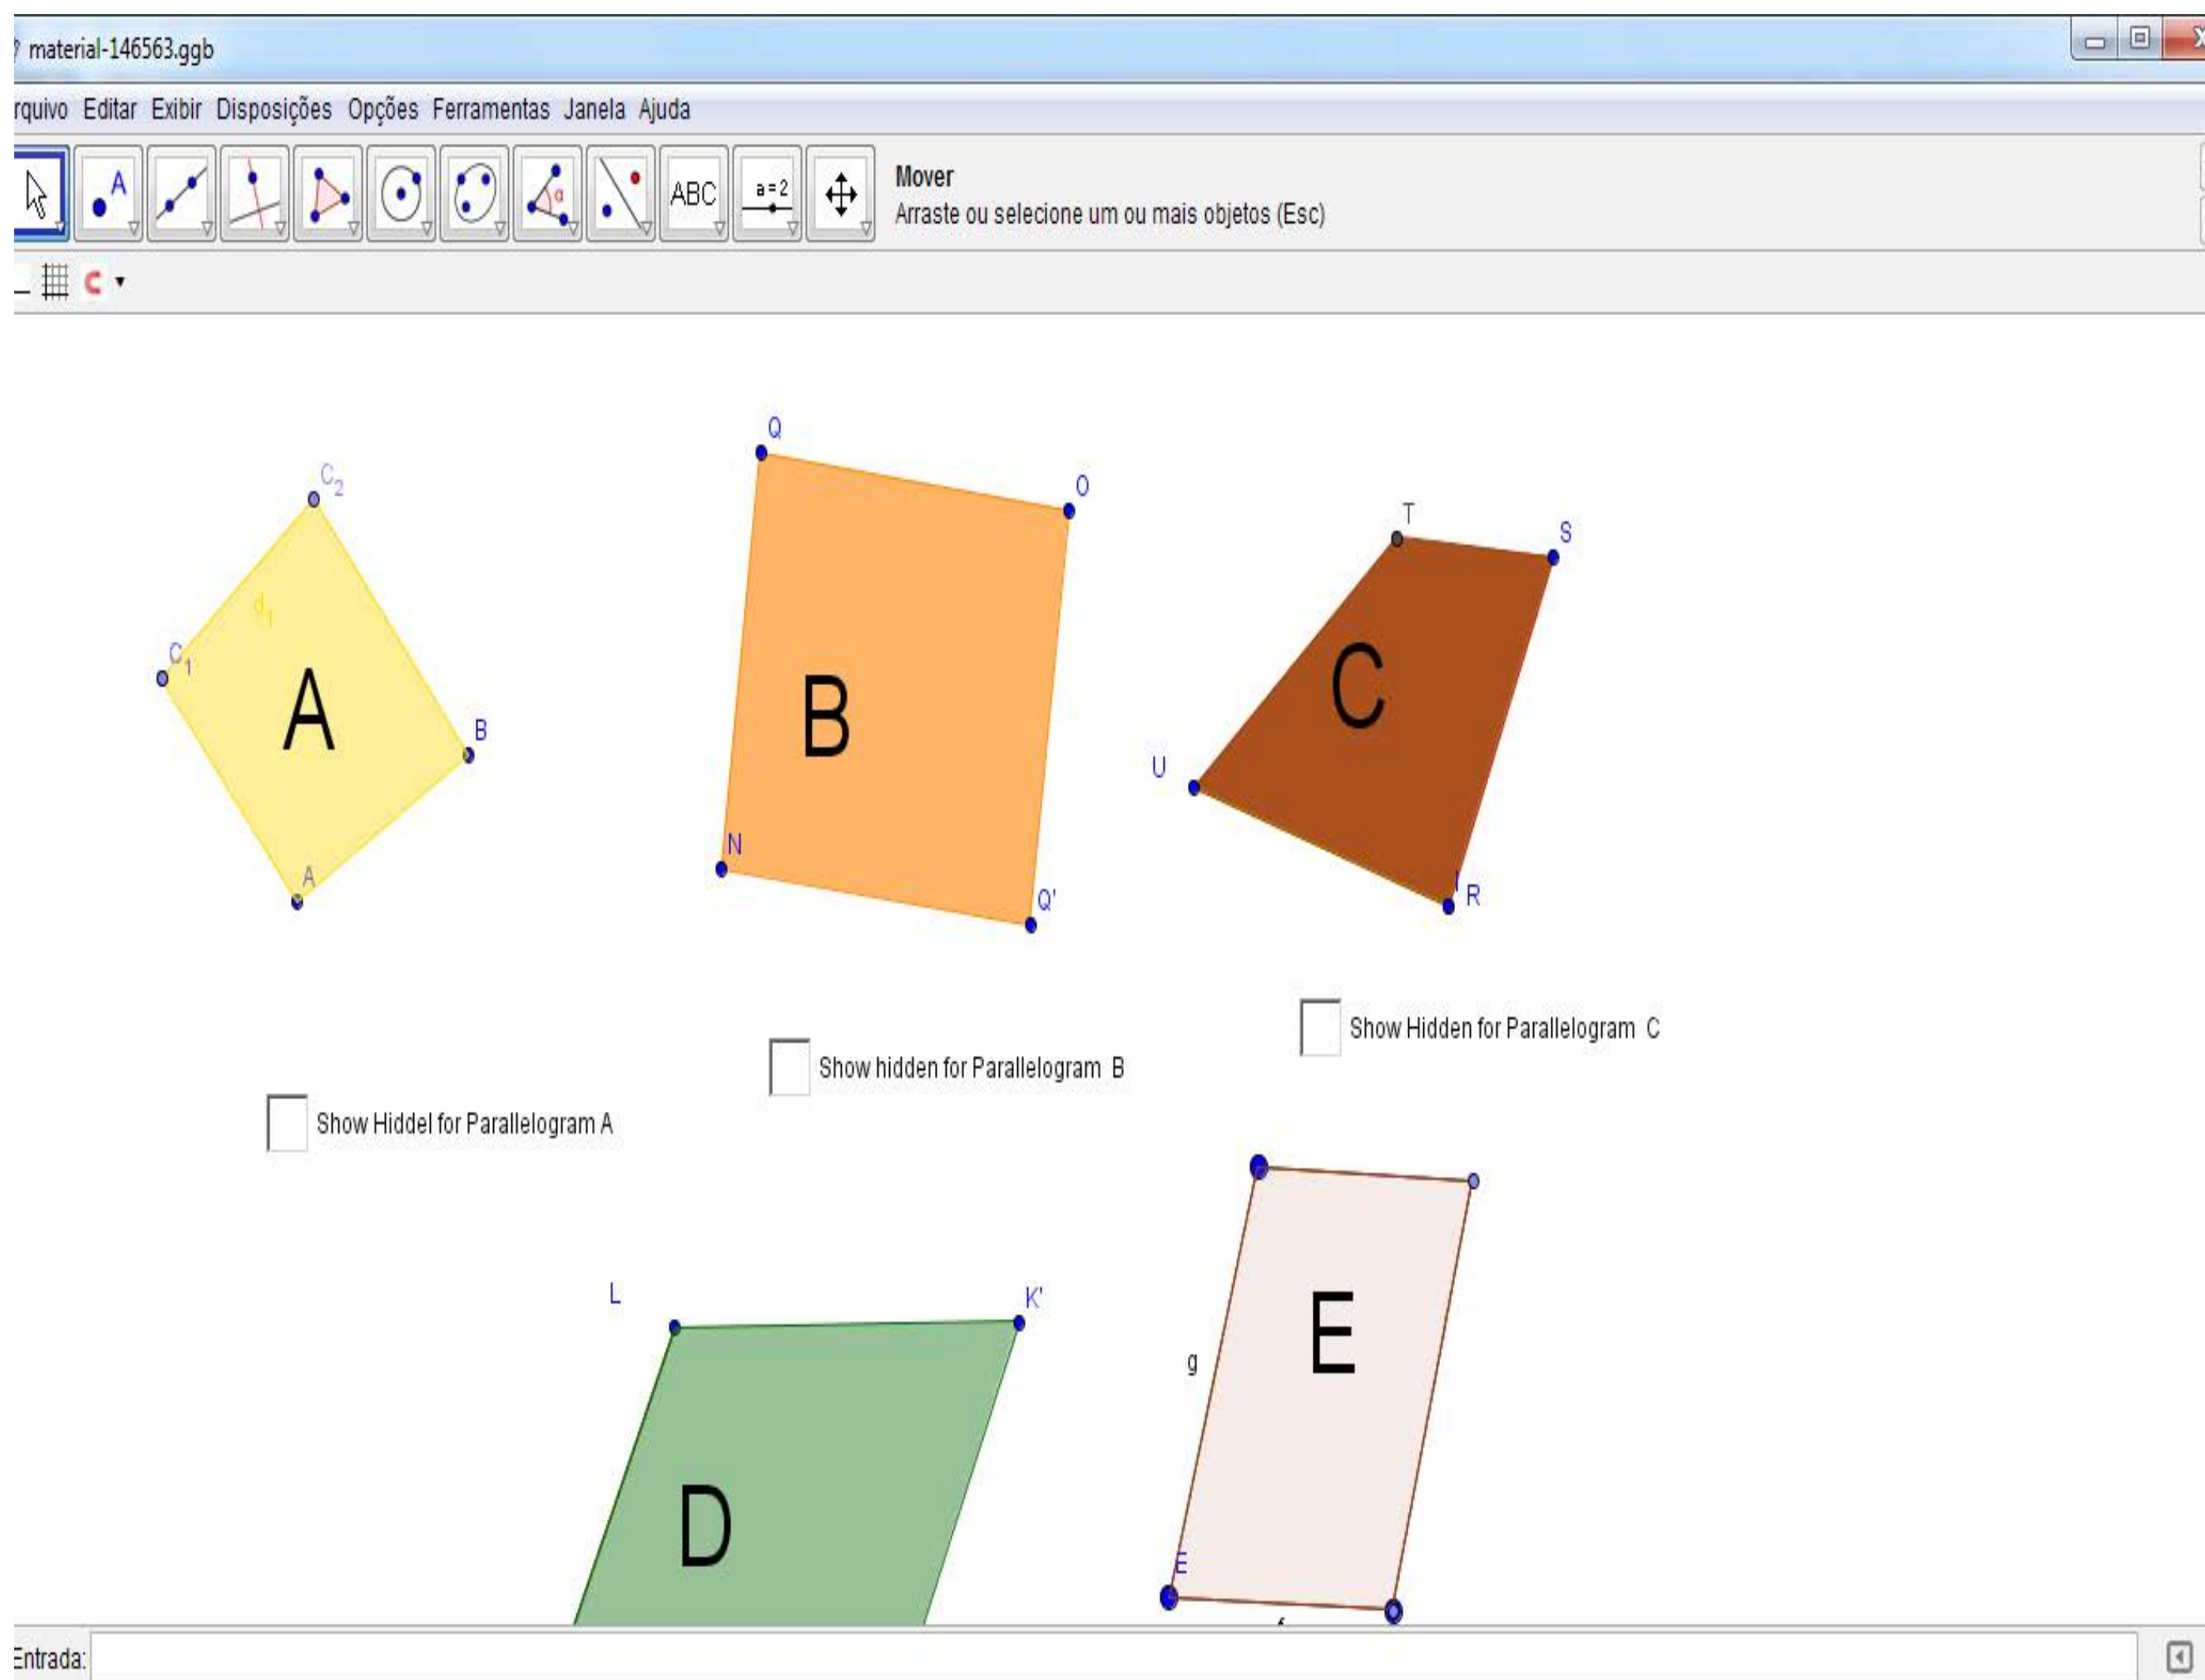 material-146563.ggb
rquivo Editar Exibir Disposições Opções Ferramentas Janela Ajuda
A
α
ABC
a = 2
Mover
Arraste ou selecione um ou mais objetos (Esc)
Q
C2
O
T
S
d1
C1
A
B
C
B
U
N
A
Q'
R
Show Hidden for Parallelogram C
Show hidden for Parallelogram B
Show Hiddel for Parallelogram A
L
K'
E
g
D
E
Entrada: